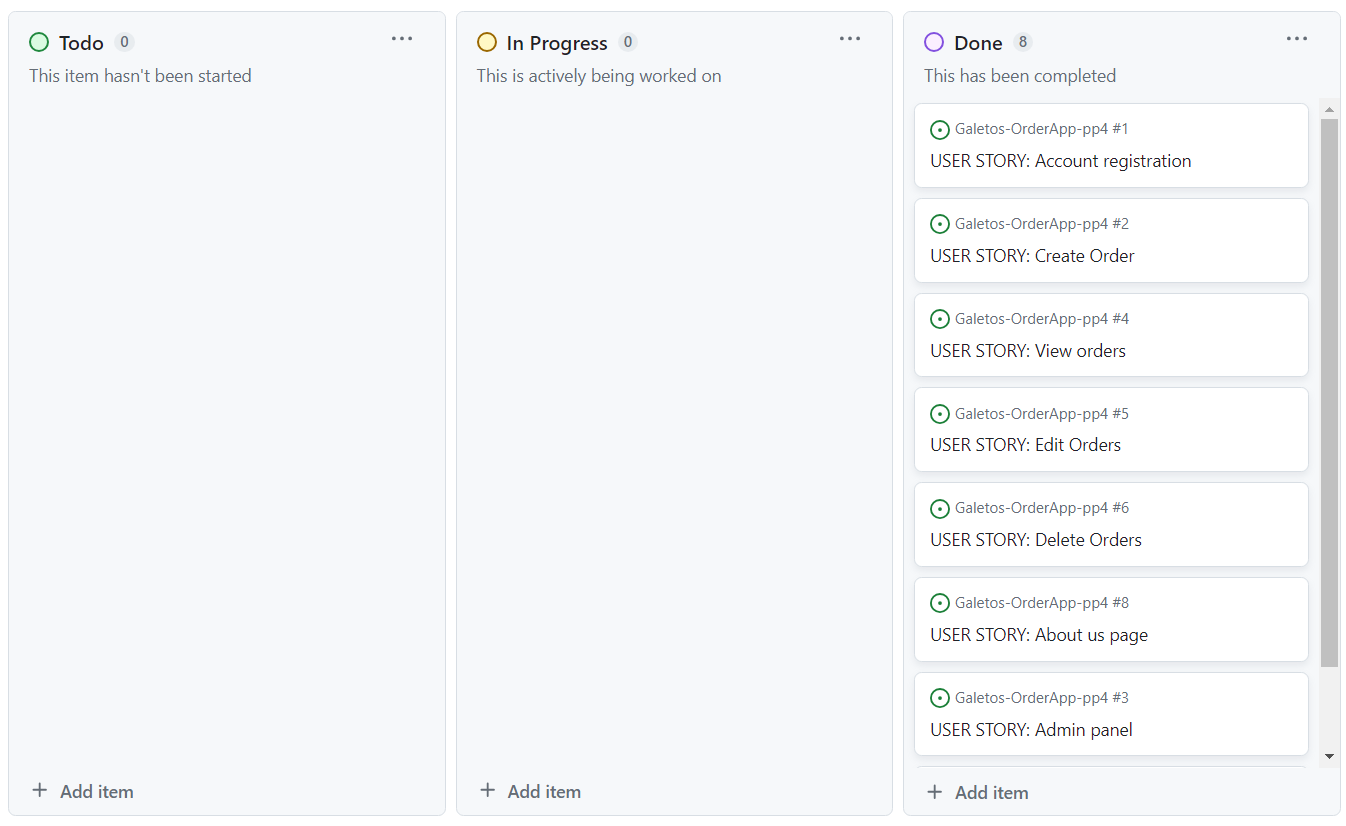 Todo 0
This item hasn't been started
Add item
In Progress 0
This is actively being worked on
Add item
Done 8
This has been completed
Galetos-OrderApp-pp4 #1
USER STORY: Account registration
Galetos-OrderApp-pp4 #2
USER STORY: Create Order
Galetos-OrderApp-pp4 #4
USER STORY: View orders
Galetos-OrderApp-pp4 #5
USER STORY: Edit Orders
Galetos-OrderApp-pp4 #6
USER STORY: Delete Orders
Galetos-OrderApp-pp4 #8
USER STORY: About us page
Galetos-OrderApp-pp4 #3
USER STORY: Admin panel
Add item